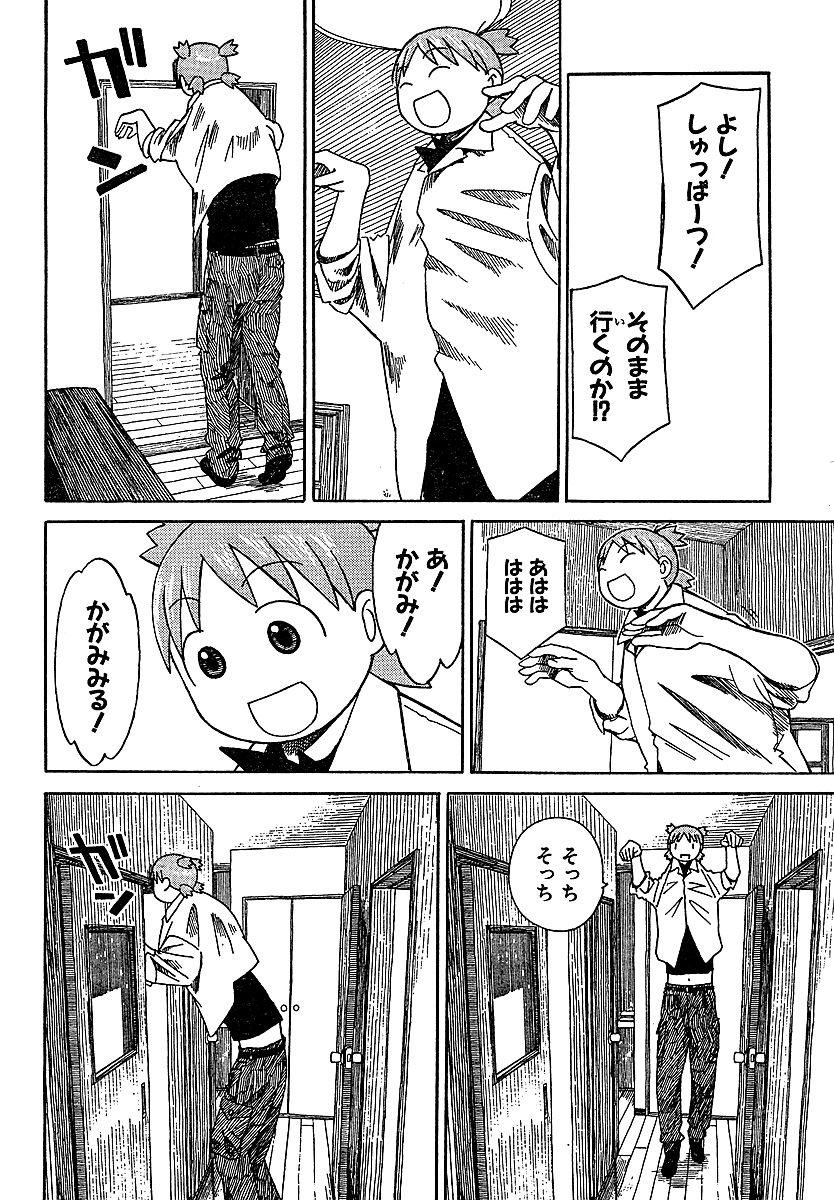 よし！
しゅっぱーつ！
そのまま
行くのか!?
い
ガ
ン
あはは
ははは
あ！
かがみ！
かがみみる！
そっち
そっち
ガ
ン